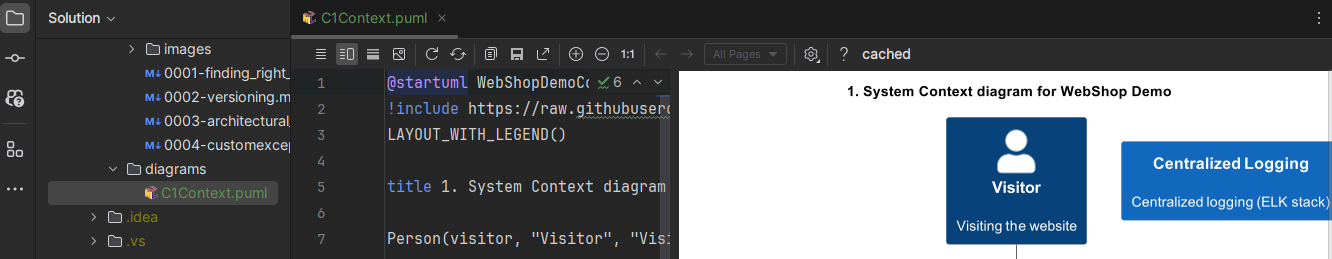 Solution
C1Context.puml
images
0001-finding_right_
0002-versioning.m
0003-architectural_
0004-customexcep
diagrams
C1Context.puml
.idea
.vs
1:1
All Pages
? cached
1 @startuml WebShopDemoCo 6
2 !include https://raw.githubuserc
3 LAYOUT_WITH_LEGEND()
4
5 title 1. System Context diagram
6
7 Person(visitor, "Visitor", "Visi
1. System Context diagram for WebShop Demo
Visitor
Visiting the website
Centralized Logging
Centralized logging (ELK stack)